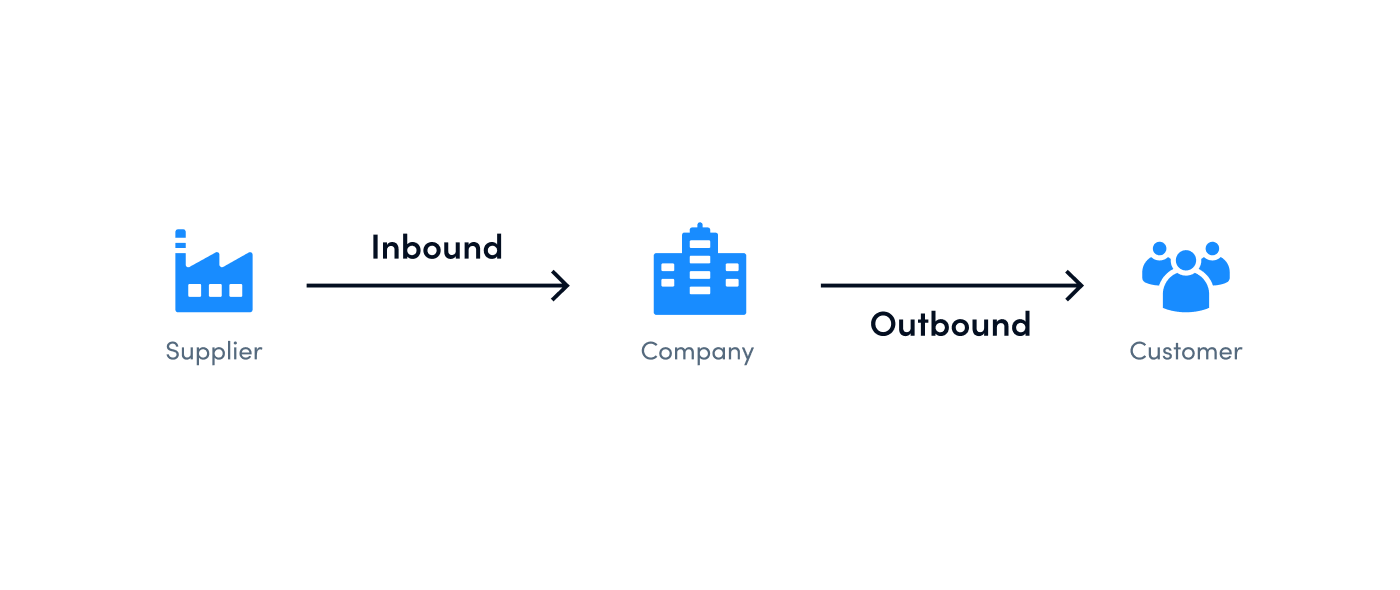 Inbound
Outbound
Supplier
Company
Customer